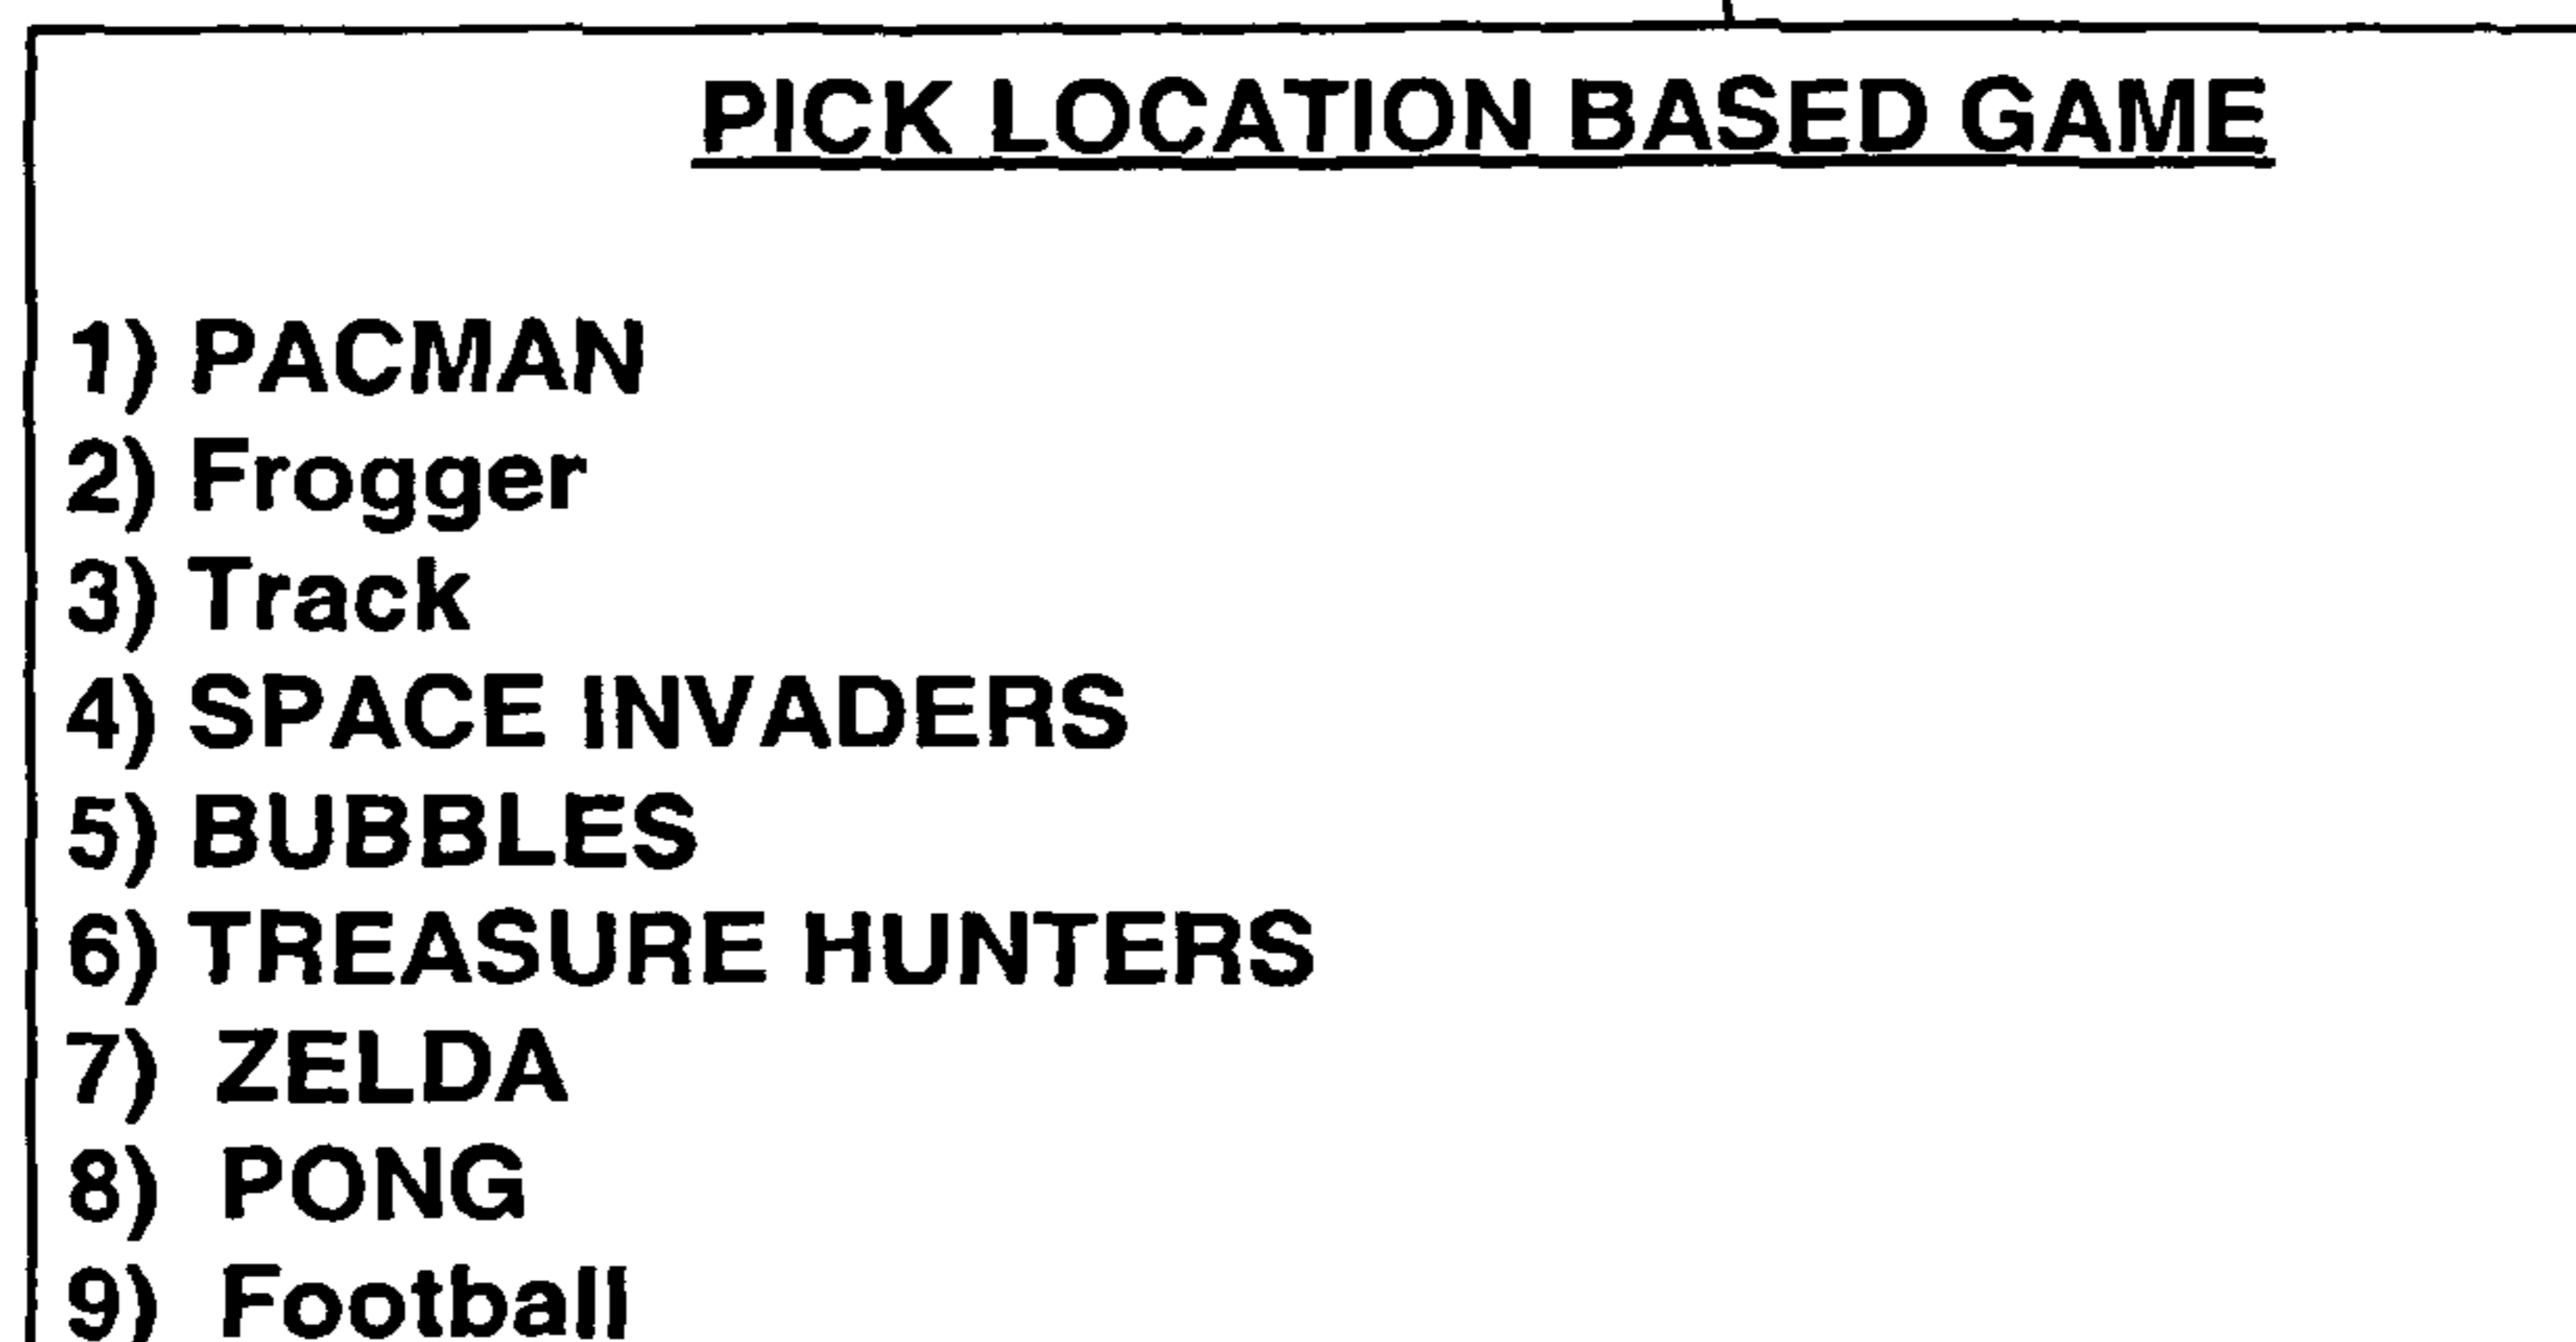 PICK LOCATION BASED GAME
1) PACMAN
2) Frogger
3) Track
4) SPACE INVADERS
5) BUBBLES
6) TREASURE HUNTERS
7) ZELDA
8) PONG
9) Football